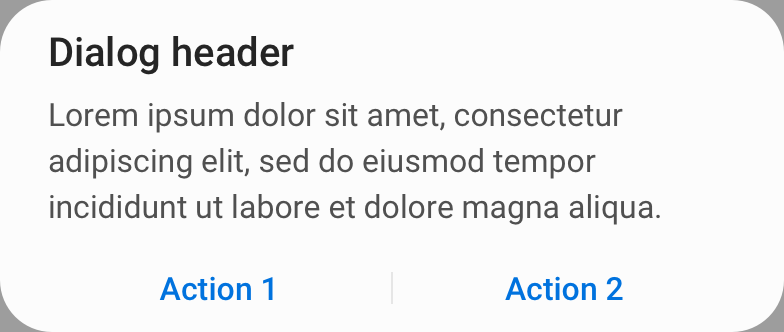 Dialog header
Lorem ipsum dolor sit amet, consectetur
adipiscing elit, sed do eiusmod tempor
incididunt ut labore et dolore magna aliqua.
Action 1
Action 2